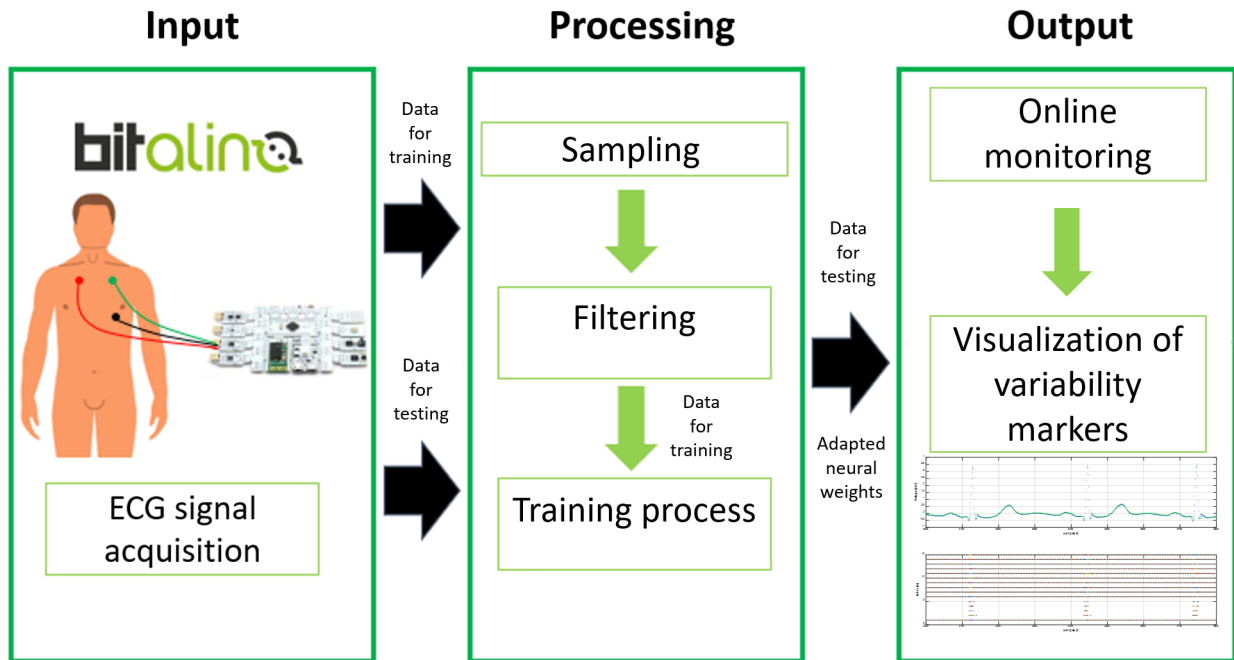 Input
Processing
Output
bitalino
Data
for
training
Data
for
testing
ECG signal
acquisition
Sampling
Filtering
Data
for
training
Training process
Data
for
testing
Adapted
neural
weights
Online
monitoring
Visualization of
variability
markers